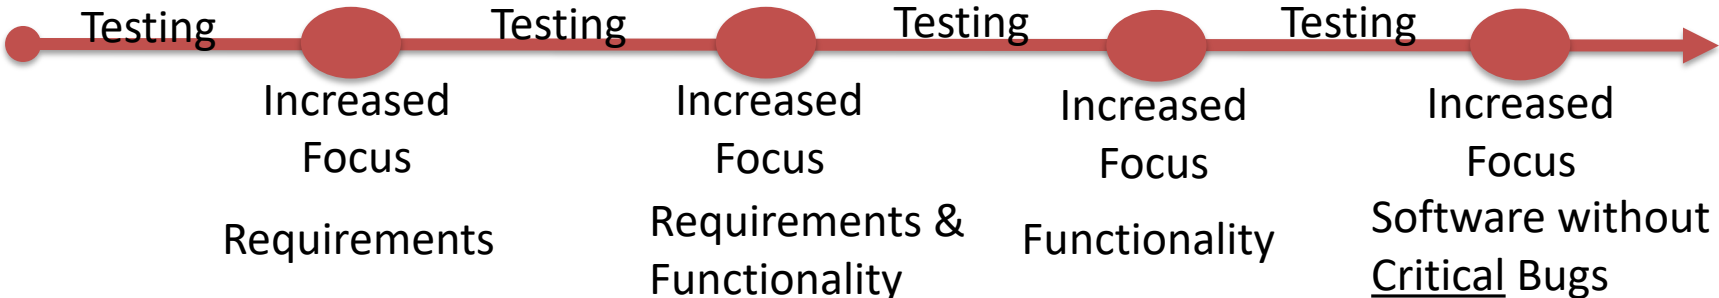 Testing
Testing
Testing
Testing
Increased
Focus
Requirements
Increased
Focus
Requirements &
Functionality
Increased
Focus
Functionality
Increased
Focus
Software without
Critical Bugs